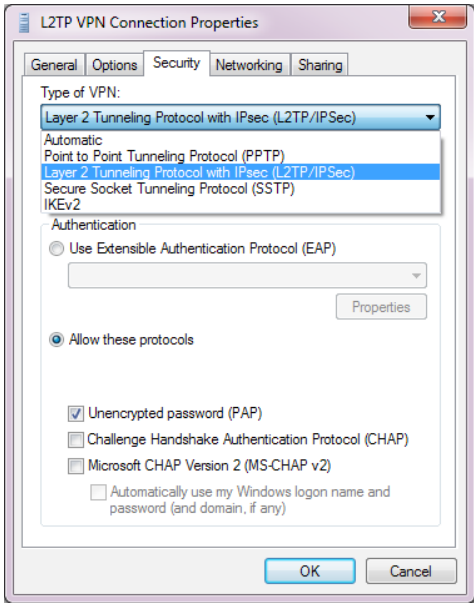 L2TP VPN Connection Properties
General Options Security Networking Sharing
Type of VPN:
Layer 2 Tunneling Protocol with IPsec (L2TP/IPSec)
Automatic
Point to Point Tunneling Protocol (PPTP)
Layer 2 Tunneling Protocol with IPsec (L2TP/IPSec)
Secure Socket Tunneling Protocol (SSTP)
IKEv2
Authentication
Use Extensible Authentication Protocol (EAP)
Properties
Allow these protocols
Unencrypted password (PAP)
Challenge Handshake Authentication Protocol (CHAP)
Microsoft CHAP Version 2 (MS-CHAP v2)
Automatically use my Windows logon name and
password (and domain, if any)
OK Cancel